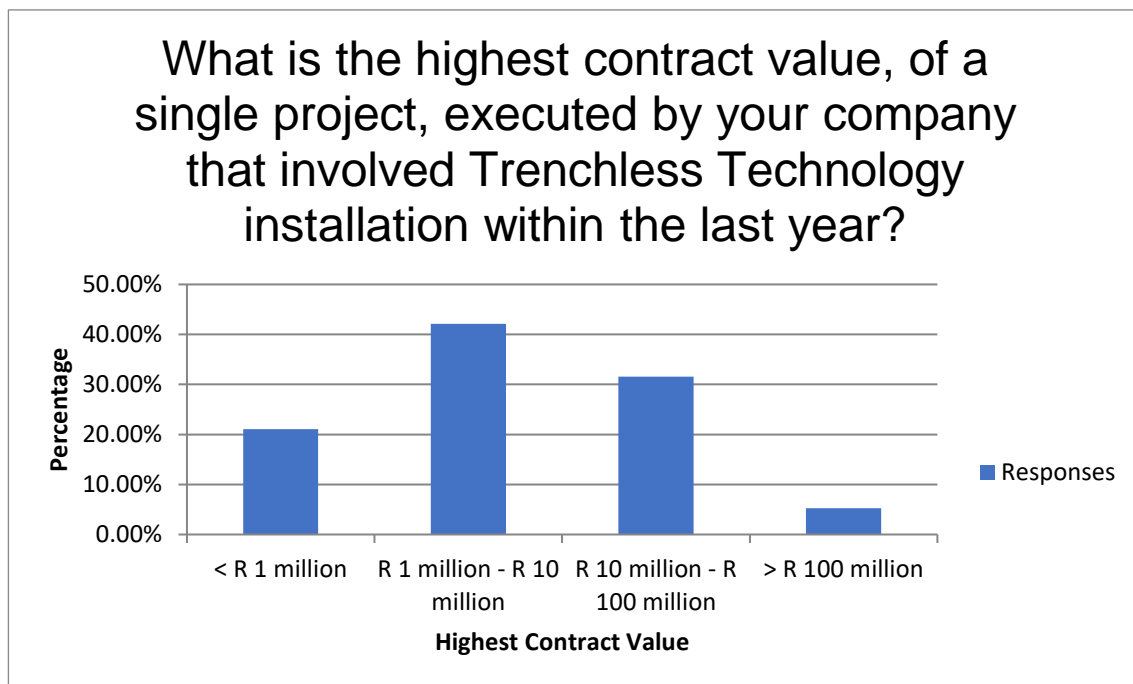 What is the highest contract value, of a
single project, executed by your company
that involved Trenchless Technology
installation within the last year?
50.00%
40.00%
30.00%
20.00%
10.00%
0.00%
Percentage
Responses
< R 1 million
R 1 million - R 10
million
R 10 million - R
100 million
> R 100 million
Highest Contract Value